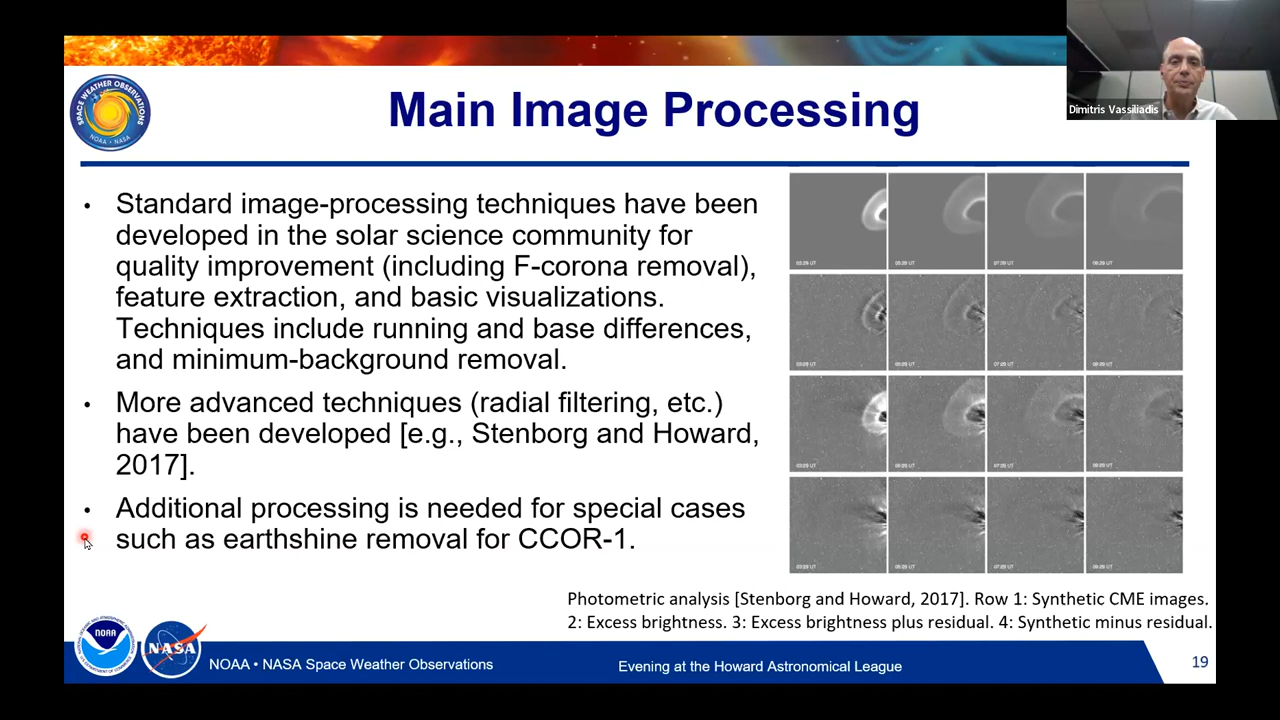 Dimitris Vassiliadis
SPACE WEATHER OBSERVATIONS
NOAA • NASA
Main Image Processing
• Standard image-processing techniques have been
developed in the solar science community for
quality improvement (including F-corona removal),
feature extraction, and basic visualizations.
Techniques include running and base differences,
and minimum-background removal.
• More advanced techniques (radial filtering, etc.)
have been developed [e.g., Stenborg and Howard,
2017].
• Additional processing is needed for special cases
such as earthshine removal for CCOR-1.
Photometric analysis [Stenborg and Howard, 2017]. Row 1: Synthetic CME images.
2: Excess brightness. 3: Excess brightness plus residual. 4: Synthetic minus residual.
NOAA
NASA
NOAA • NASA Space Weather Observations
Evening at the Howard Astronomical League
19